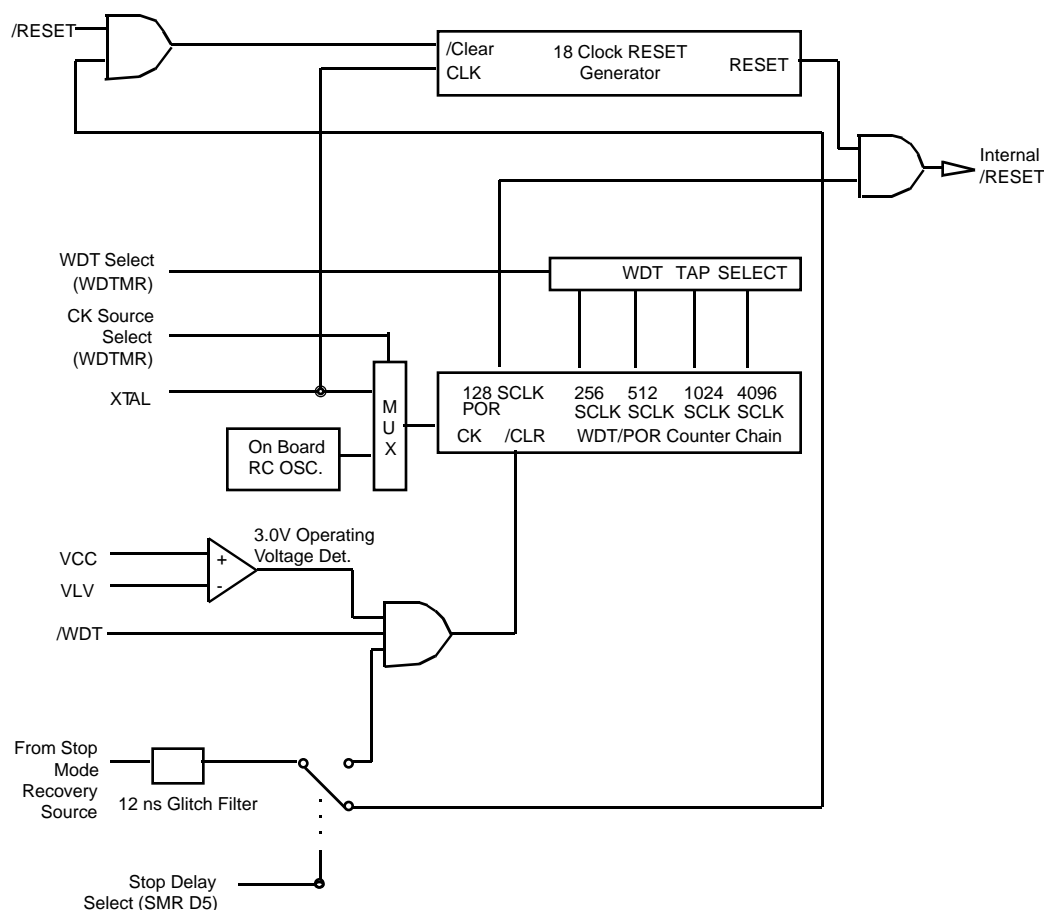 /RESET
/Clear
CLK
18 Clock RESET
Generator
RESET
Internal
/RESET
WDT Select
(WDTMR)
WDT TAP SELECT
CK Source
Select
(WDTMR)
XTAL
M
U
X
On Board
RC OSC.
128 SCLK
POR
256
SCLK
512
SCLK
1024
SCLK
4096
SCLK
CK
/CLR
WDT/POR Counter Chain
3.0V Operating
Voltage Det.
VCC
+
VLV
-
/WDT
From Stop
Mode
Recovery
Source
12 ns Glitch Filter
Stop Delay
Select (SMR D5)